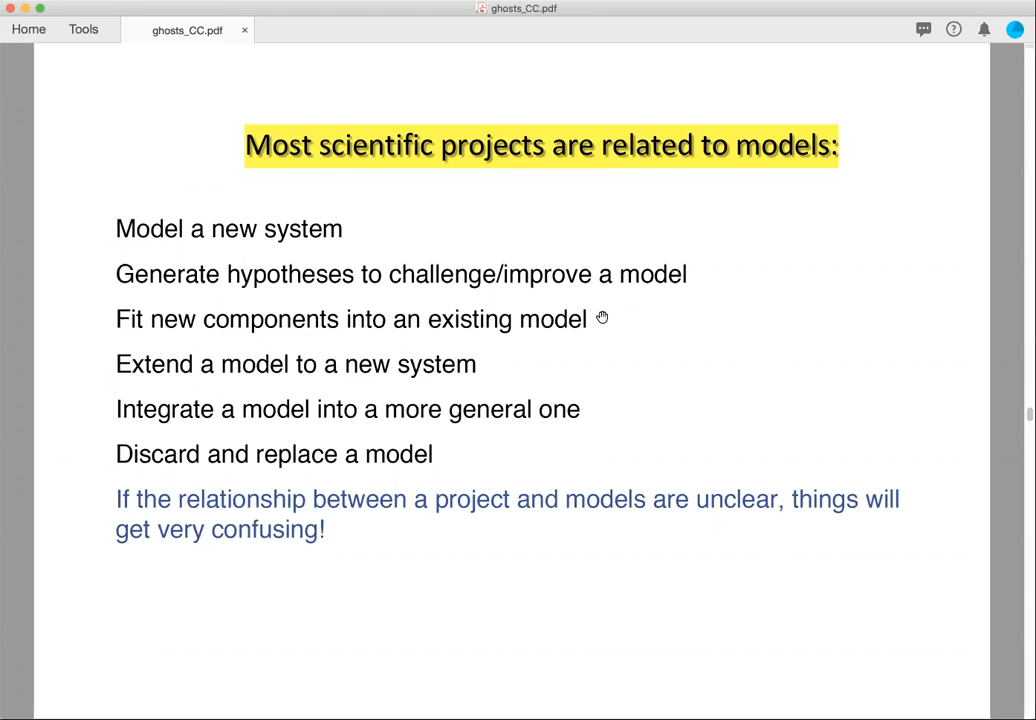 ghosts_CC.pdf
Home Tools ghosts_CC.pdf ×
Most scientific projects are related to models:
Model a new system
Generate hypotheses to challenge/improve a model
Fit new components into an existing model
Extend a model to a new system
Integrate a model into a more general one
Discard and replace a model
If the relationship between a project and models are unclear, things will
get very confusing!